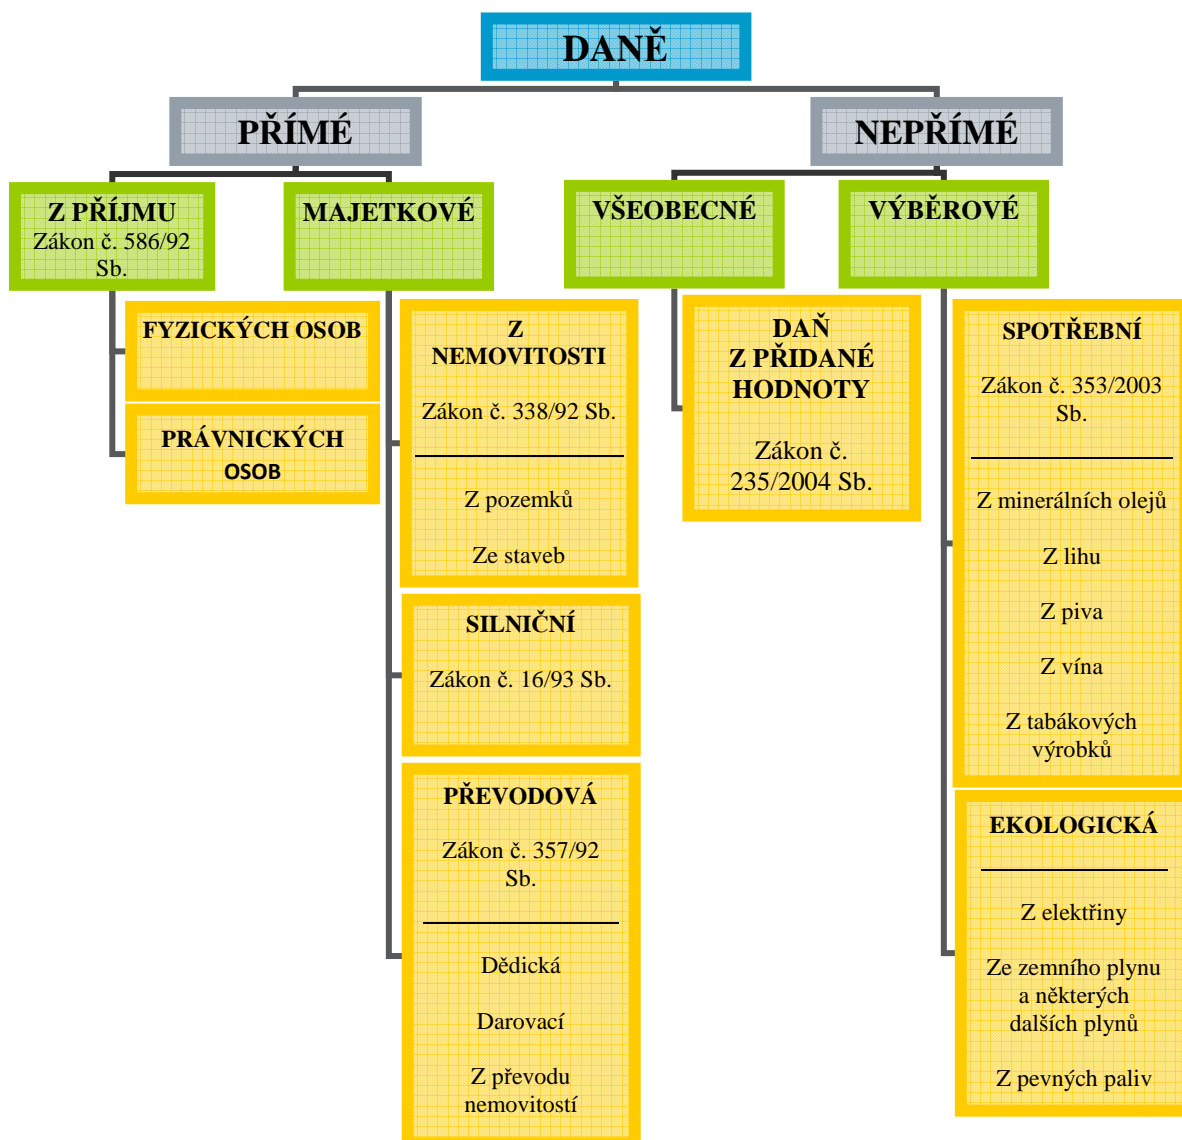 DANĚ
PŘÍMÉ
NEPŘÍMÉ
Z PŘÍJMU
Zákon č. 586/92
Sb.
MAJETKOVÉ
VŠEOBECNÉ
VÝBĚROVÉ
FYZICKÝCH OSOB
PRÁVNICKÝCH
OSOB
Z
NEMOVITOSTI
Zákon č. 338/92 Sb.
Z pozemků
Ze staveb
SILNIČNÍ
Zákon č. 16/93 Sb.
PŘEVODOVÁ
Zákon č. 357/92
Sb.
Dědická
Darovací
Z převodu
nemovitostí
DAŇ
Z PŘIDANÉ
HODNOTY
Zákon č.
235/2004 Sb.
SPOTŘEBNÍ
Zákon č. 353/2003
Sb.
Z minerálních olejů
Z lihu
Z piva
Z vína
Z tabákových
výrobků
EKOLOGICKÁ
Z elektřiny
Ze zemního plynu
a některých
dalších plynů
Z pevných paliv